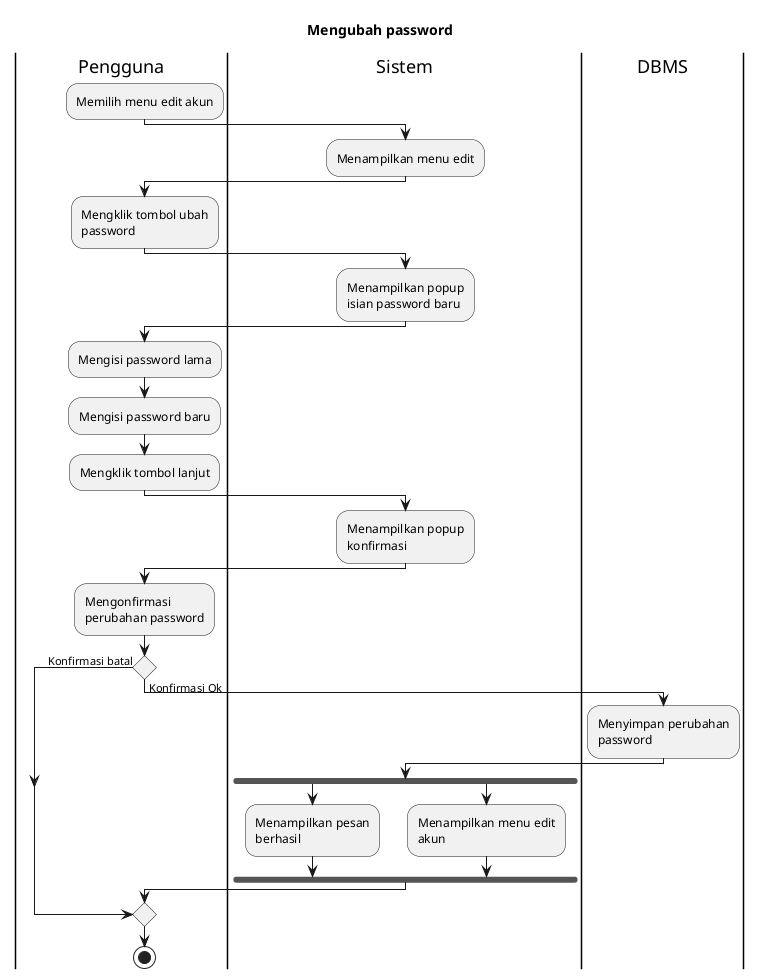 Mengubah password
Pengguna
Sistem
DBMS
Memilih menu edit akun
Menampilkan menu edit
Mengklik tombol ubah
password
Menampilkan popup
isian password baru
Mengisi password lama
Mengisi password baru
Mengklik tombol lanjut
Menampilkan popup
konfirmasi
Mengonfirmasi
perubahan password
Konfirmasi batal
Konfirmasi Ok
Menyimpan perubahan
password
Menampilkan pesan
berhasil
Menampilkan menu edit
akun